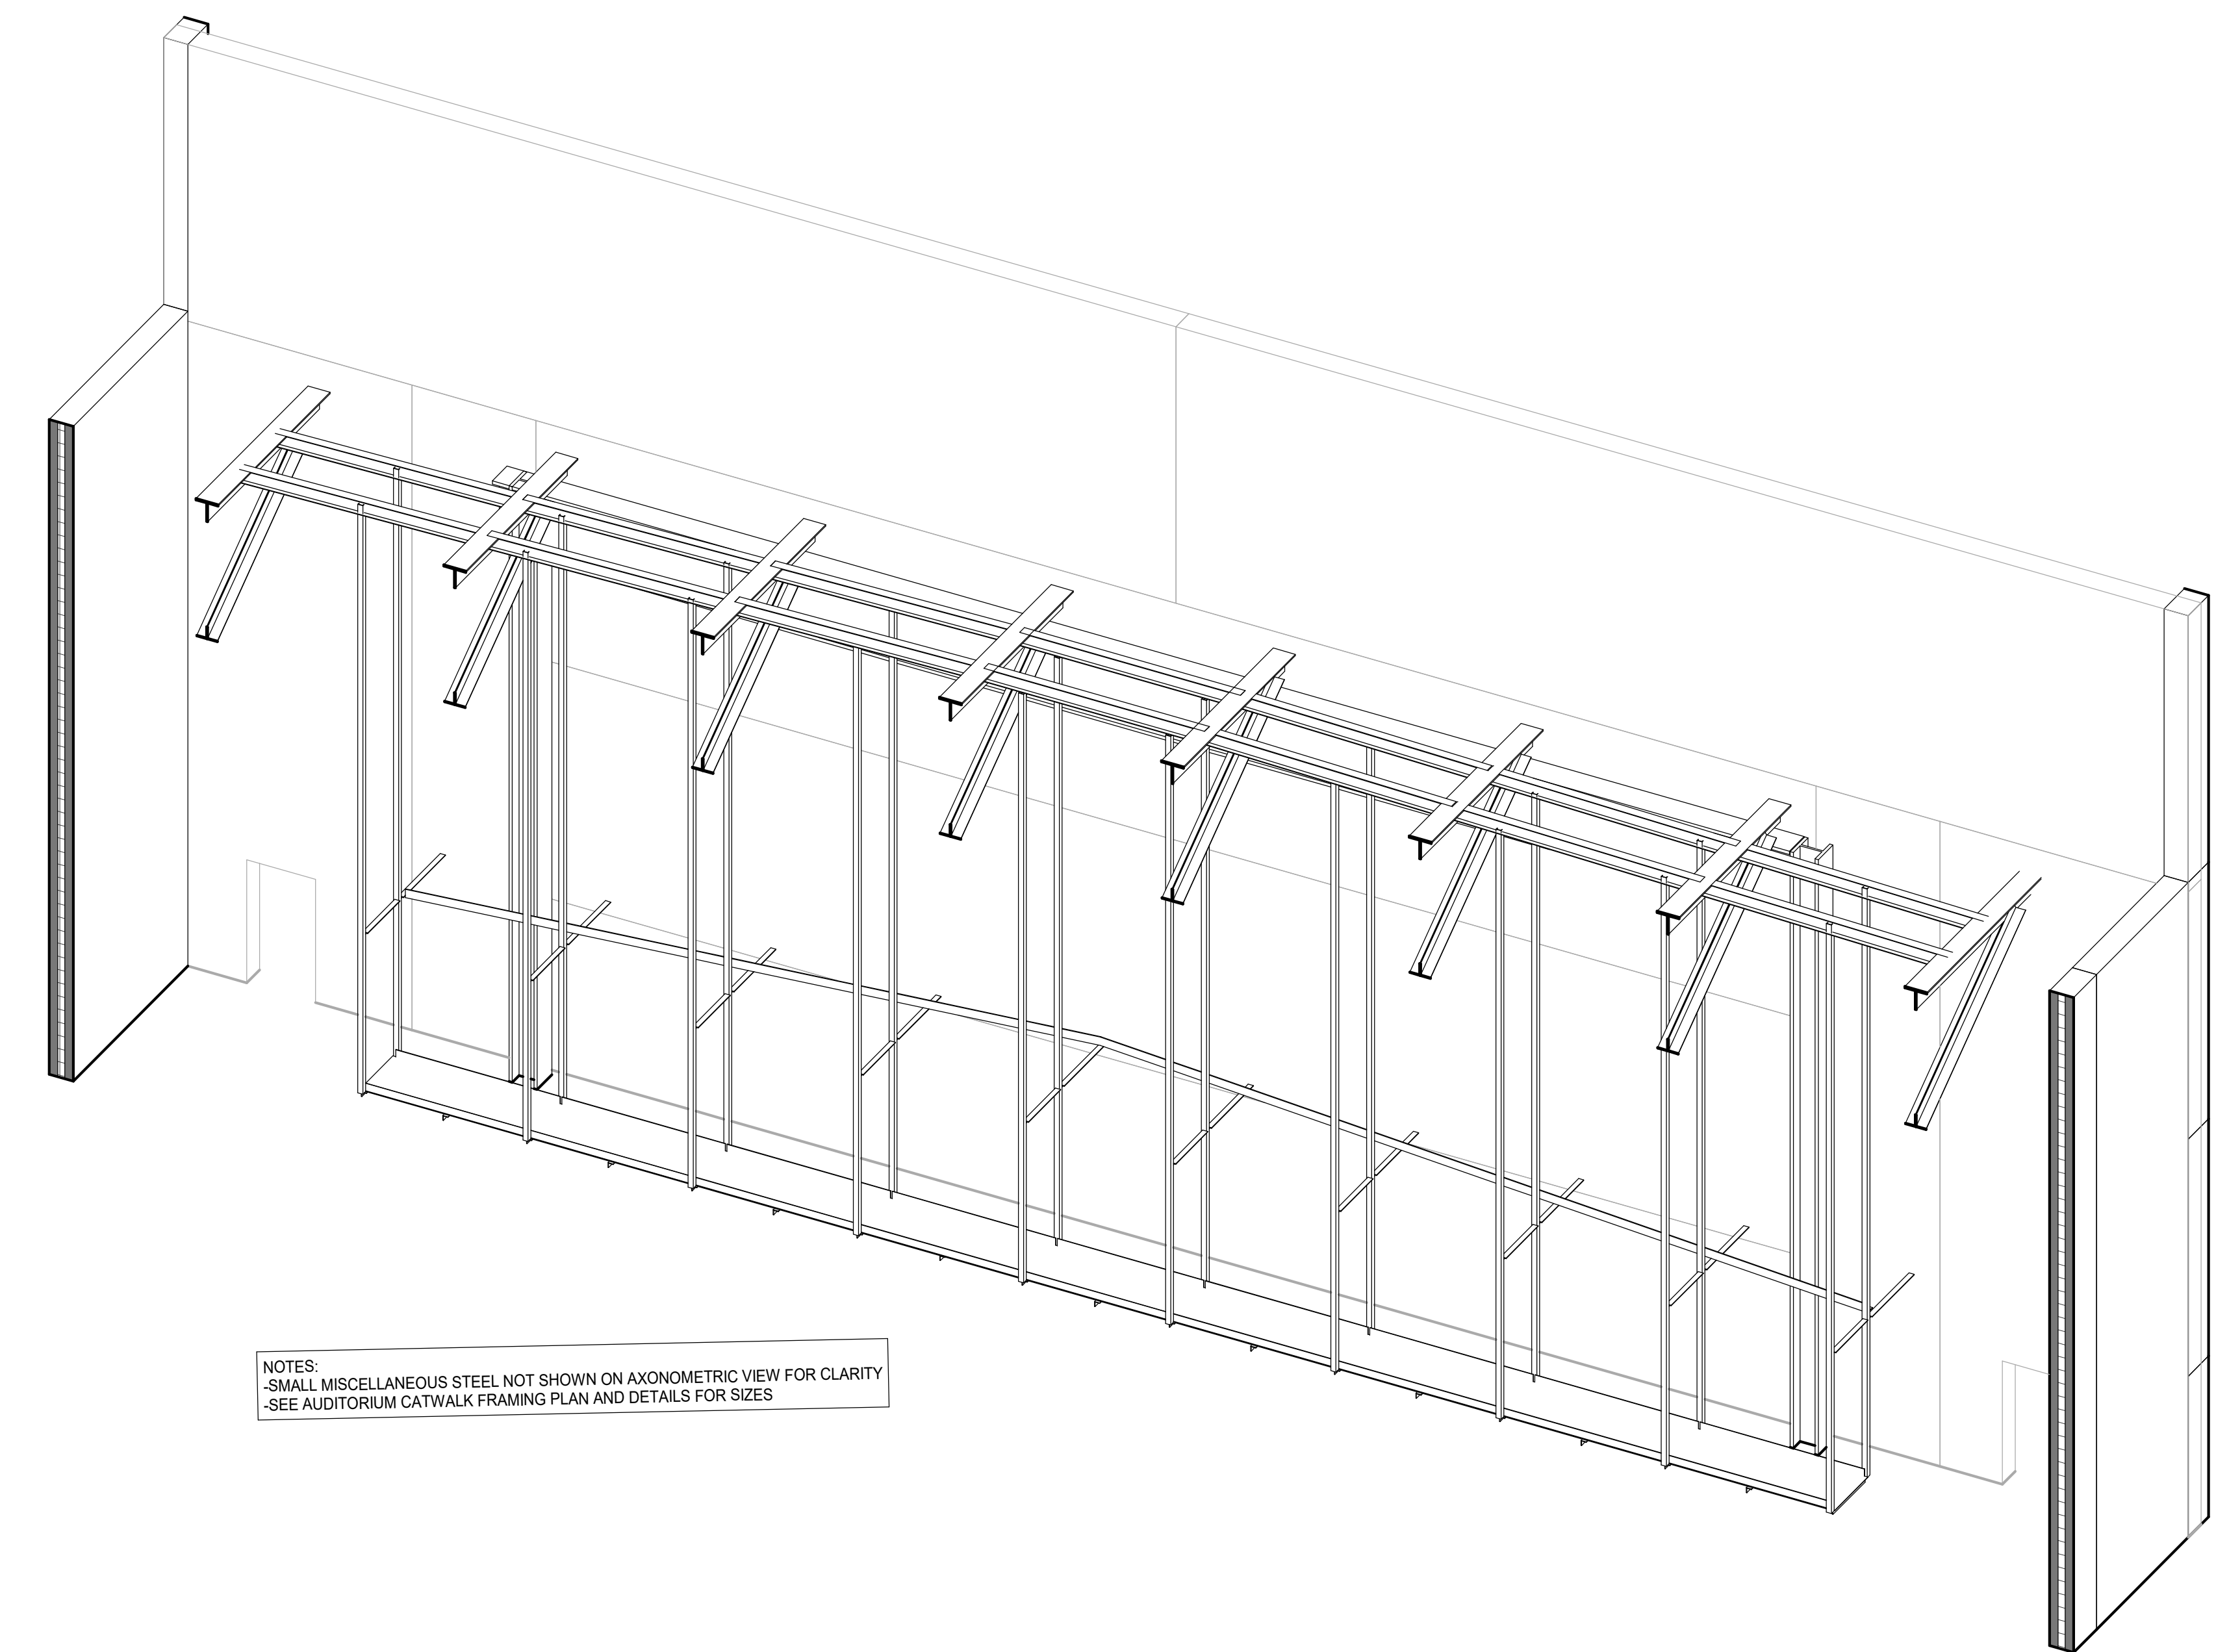 NOTES:
-SMALL MISCELLANEOUS STEEL NOT SHOWN ON AXONOMETRIC VIEW FOR CLARITY
-SEE AUDITORIUM CATWALK FRAMING PLAN AND DETAILS FOR SIZES